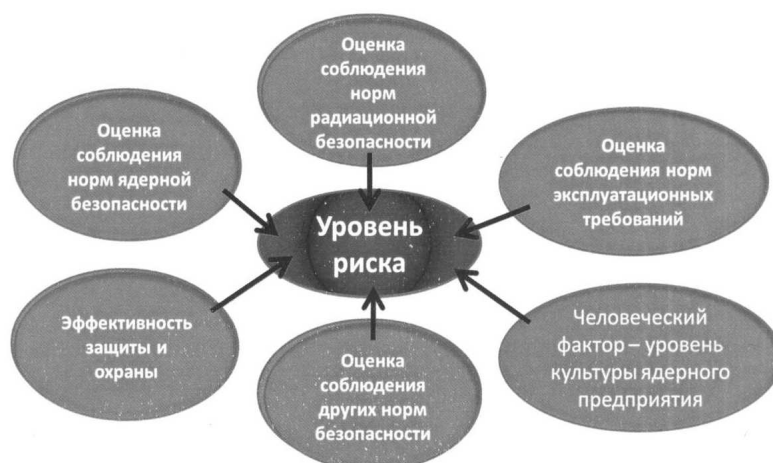 Оценка
соблюдения
норм
радиационной
безопасности
Оценка
соблюдения
норм ядерной
безопасности
Оценка
соблюдения норм
эксплуатационных
требований
Уровень
риска
Эффективность
защиты и
охраны
Оценка
соблюдения
других норм
безопасности
Человеческий
фактор – уровень
культуры ядерного
предприятия